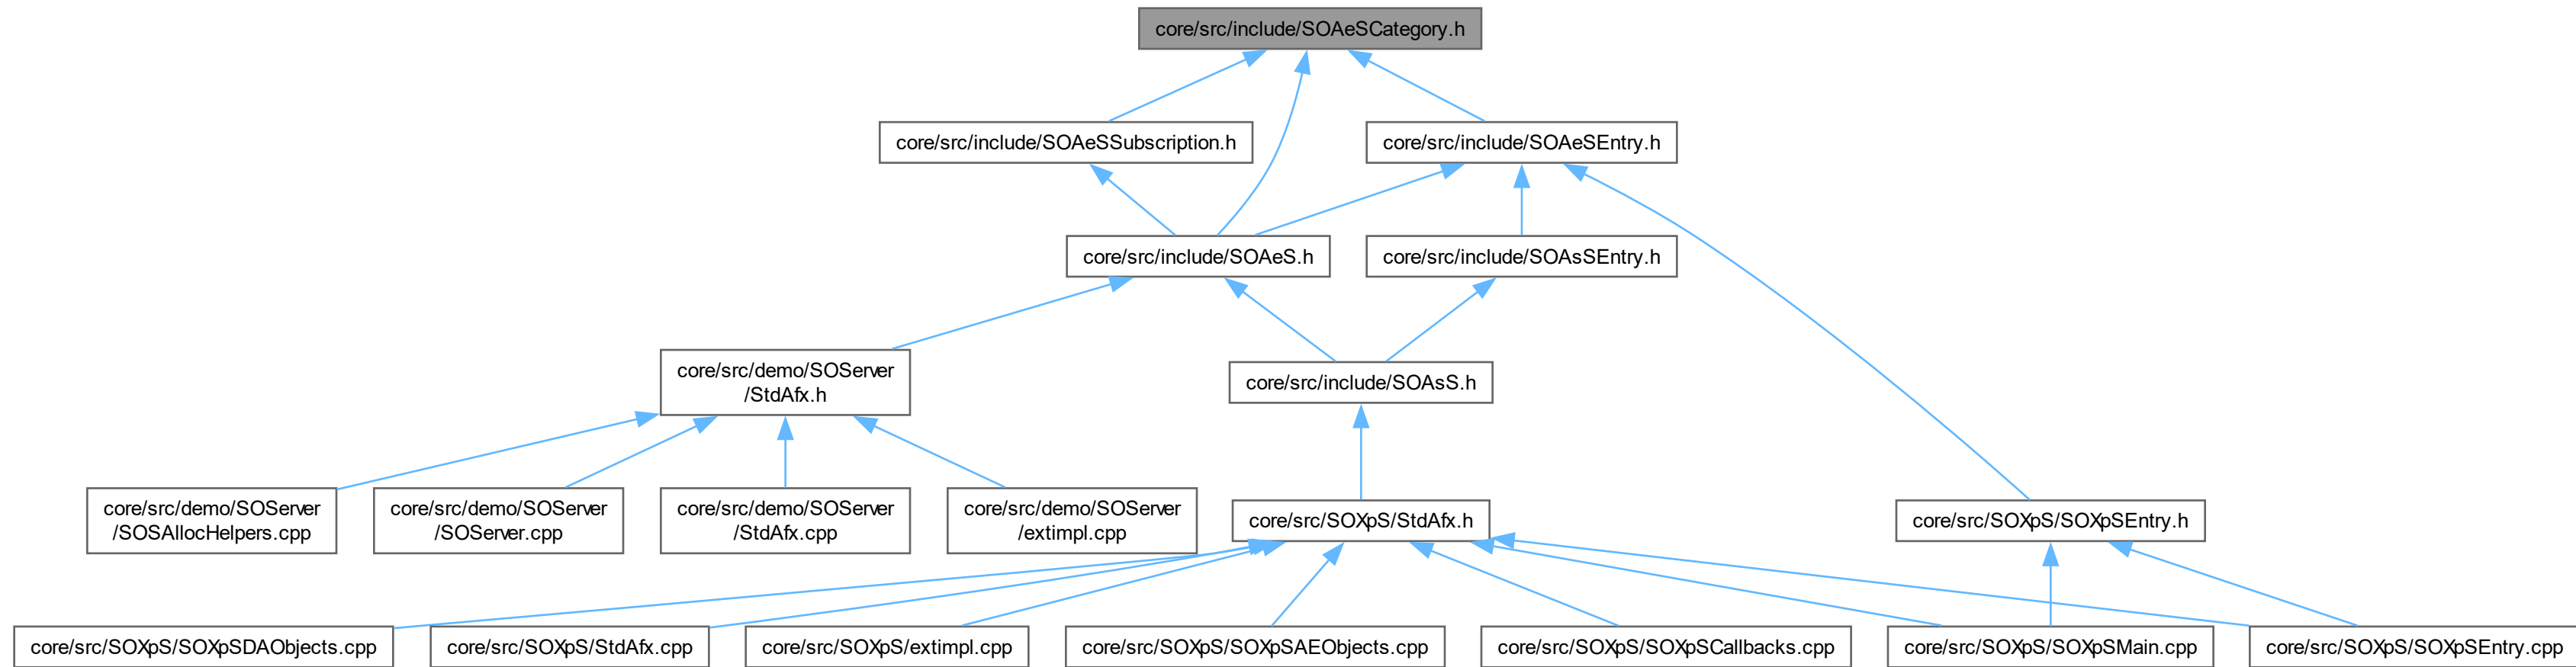 core/src/include/SOAeSCategory.h
core/src/include/SOAeSSubscription.h
core/src/include/SOAeSEntry.h
core/src/include/SOAeS.h
core/src/include/SOAsSEntry.h
core/src/demo/SOServer
/StdAfx.h
core/src/include/SOAsS.h
core/src/demo/SOServer
/SOSAllocHelpers.cpp
core/src/demo/SOServer
/SOServer.cpp
core/src/demo/SOServer
/StdAfx.cpp
core/src/demo/SOServer
/extimpl.cpp
core/src/SOXpS/StdAfx.h
core/src/SOXpS/SOXpSEntry.h
core/src/SOXpS/SOXpSDAObjects.cpp
core/src/SOXpS/StdAfx.cpp
core/src/SOXpS/extimpl.cpp
core/src/SOXpS/SOXpSAEObjects.cpp
core/src/SOXpS/SOXpSCallbacks.cpp
core/src/SOXpS/SOXpSMain.cpp
core/src/SOXpS/SOXpSEntry.cpp